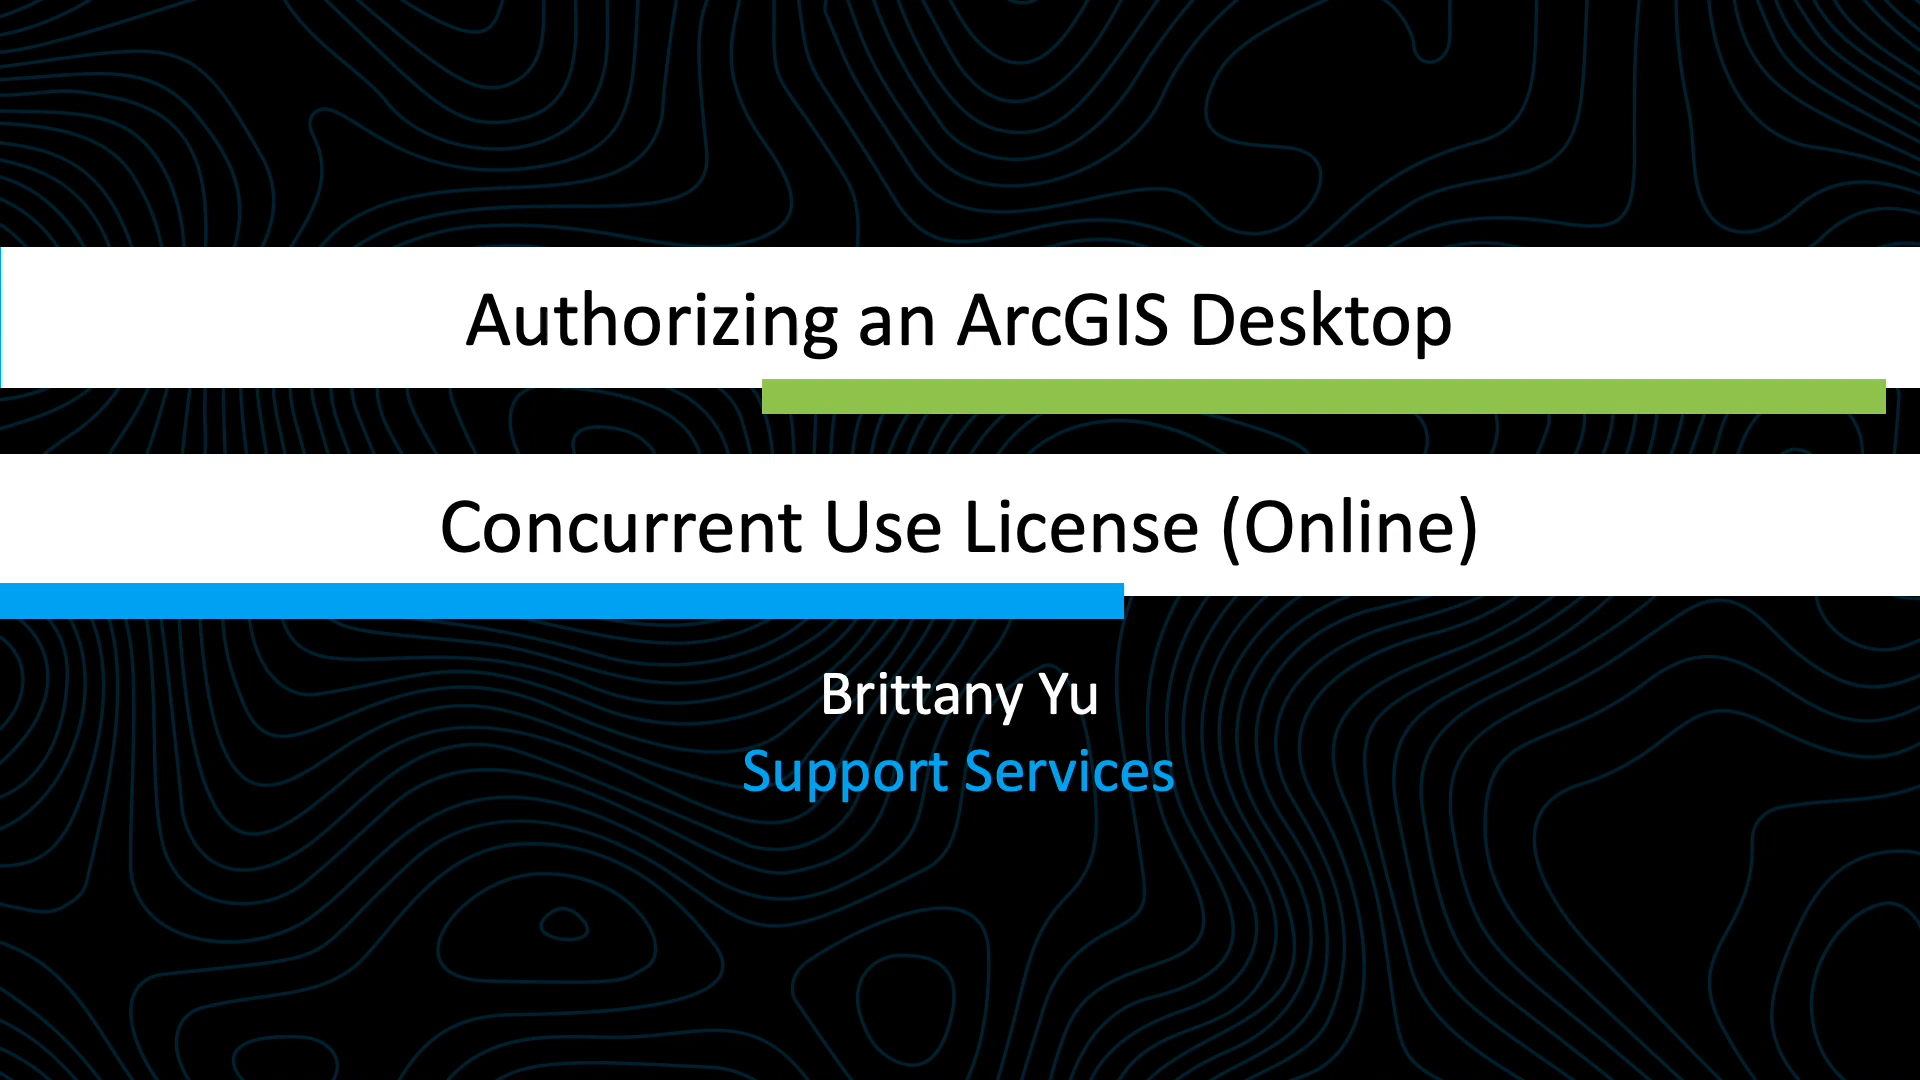 Authorizing an ArcGIS Desktop
Concurrent Use License (Online)
Brittany Yu
Support Services